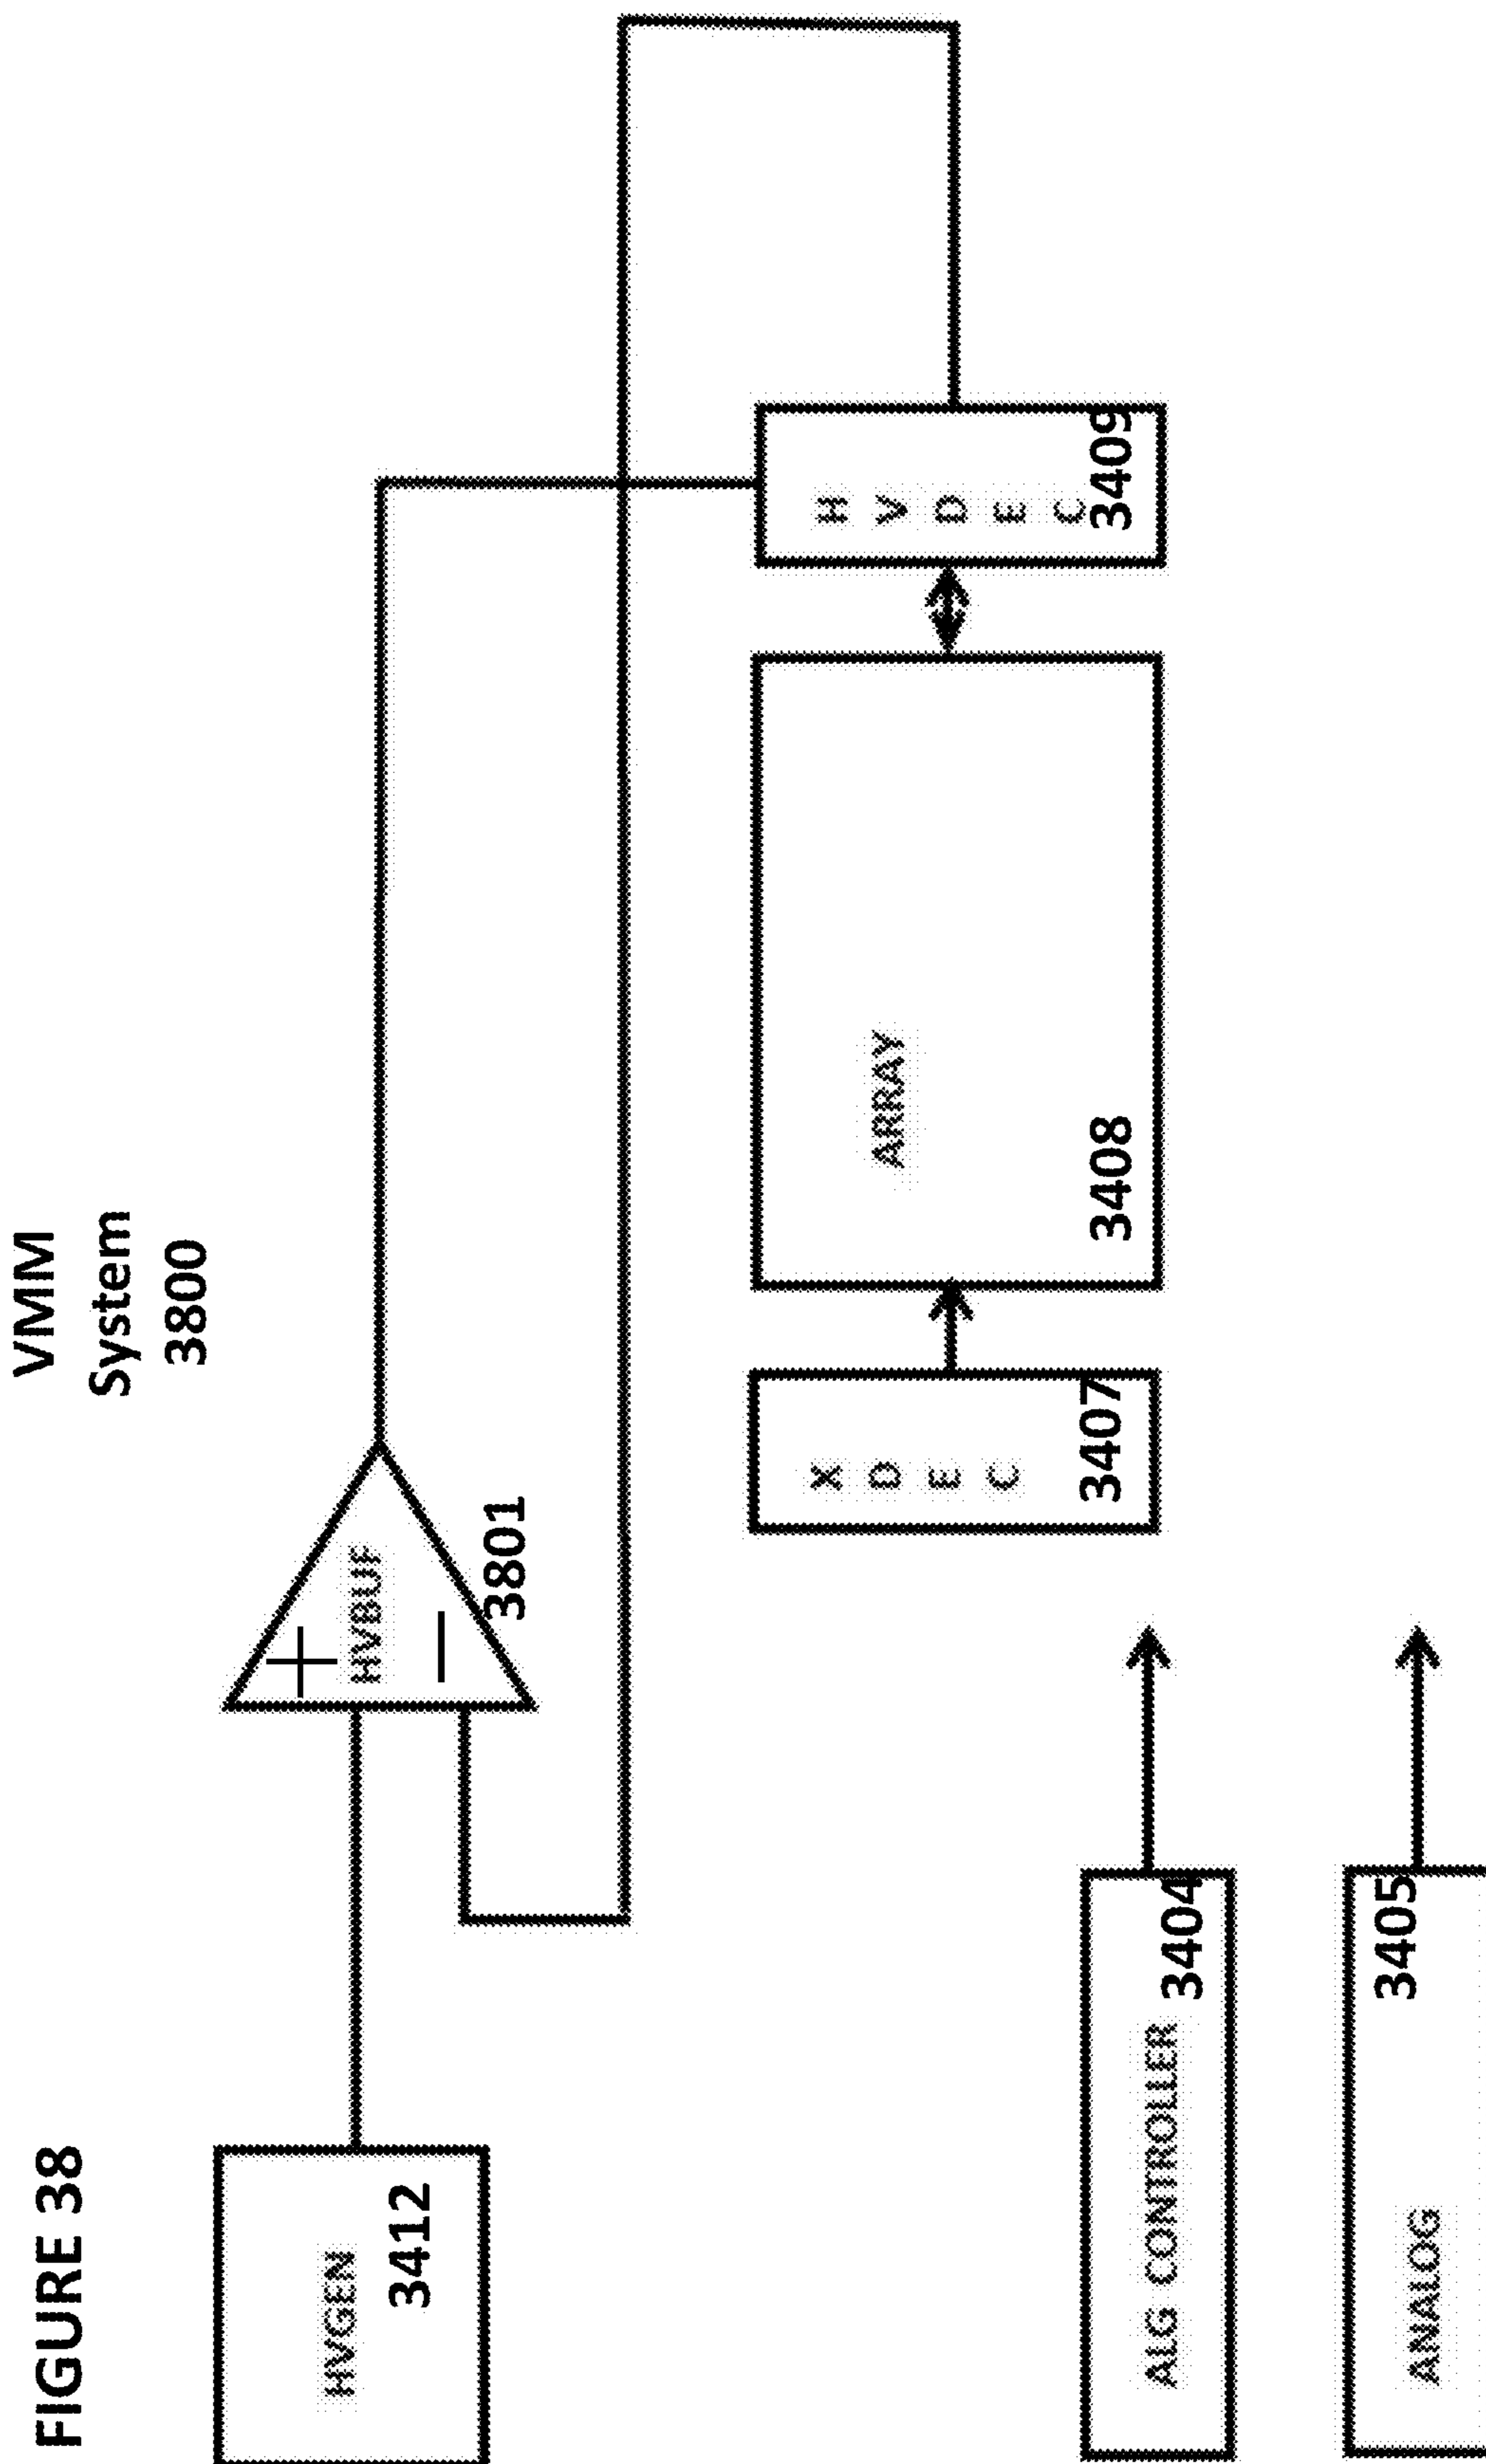 FIGURE 38
VMM
System
3800
HVGEN
3412
+
HVBUF
—
3801
X
D
E
C
3407
ARRAY
3408
H
V
D
E
C
3409
ALG CONTROLLER
3404
ANALOG
3405